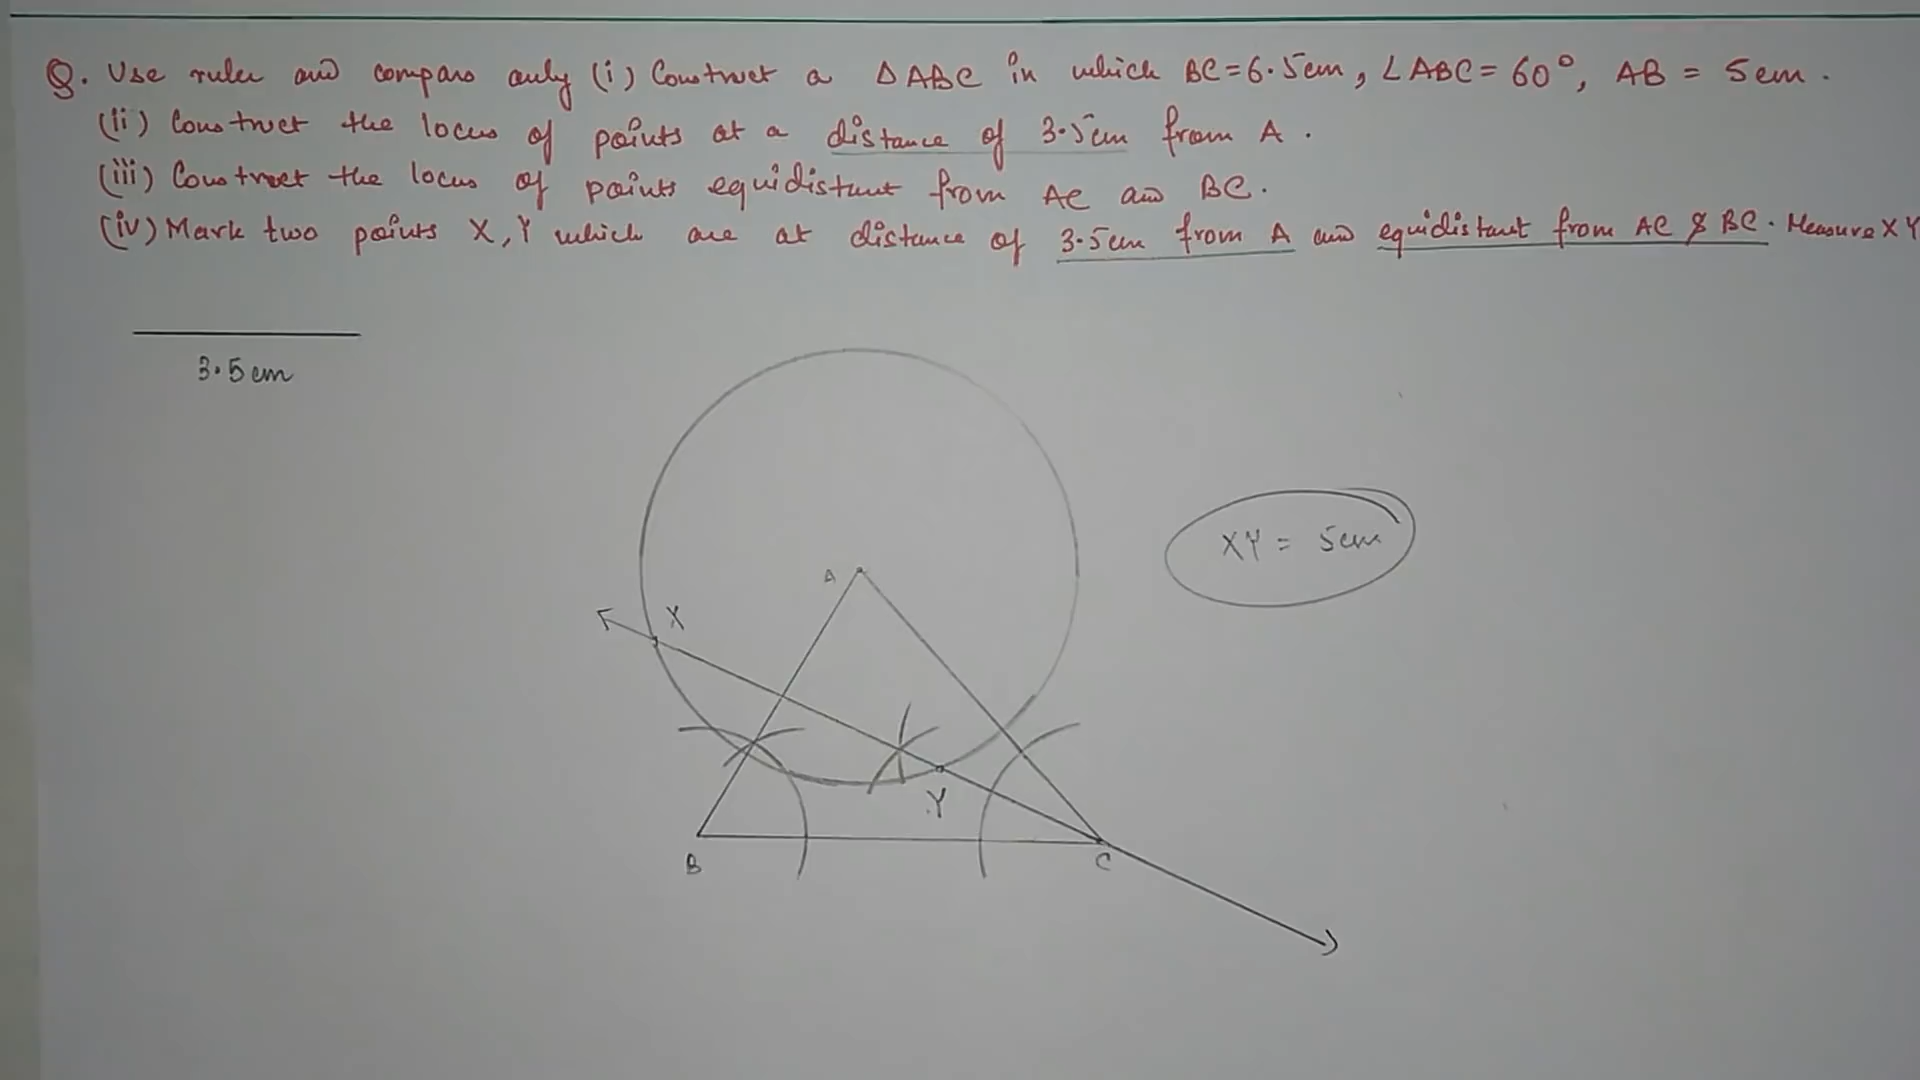 Q. Use ruler and compass only (i) Construct a ΔABC in which BC=6.5cm, ∠ABC=60°, AB = 5cm.
(ii) Construct the locus of points at a distance of 3.5cm from A.
(iii) Construct the locus of points equidistant from AC and BC.
(iv) Mark two points X, Y which are at distance of 3.5cm from A and equidistant from AC & BC. Measure XY
3.5cm
XY = 5cm
A
X
Y
B
C